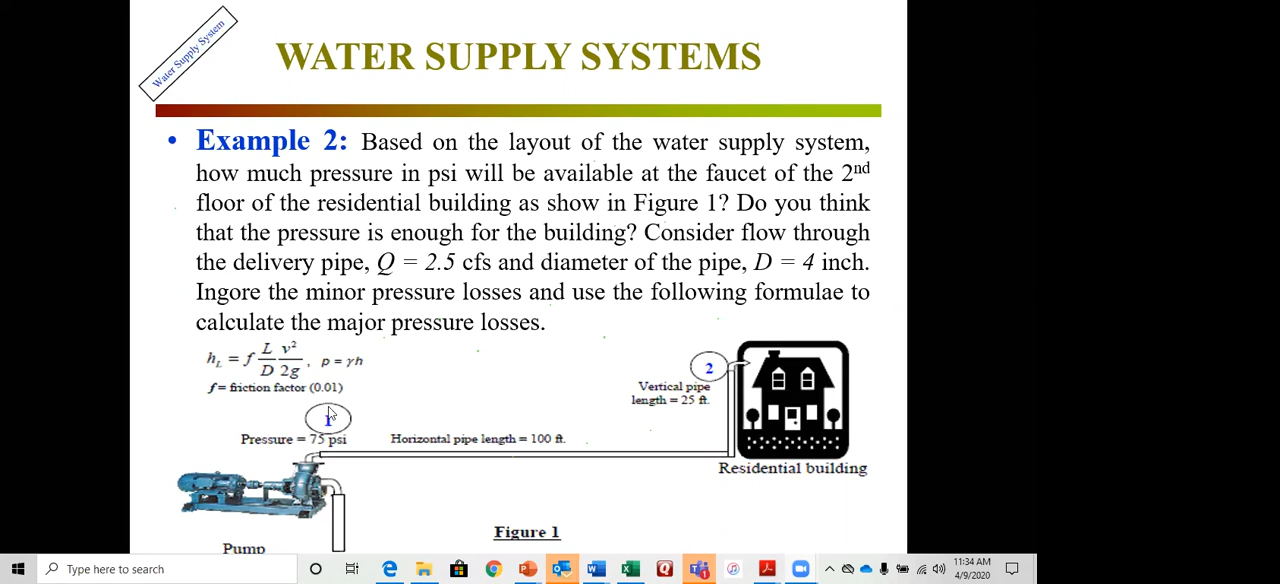 Water Supply System
WATER SUPPLY SYSTEMS
• Example 2: Based on the layout of the water supply system,
how much pressure in psi will be available at the faucet of the 2nd
floor of the residential building as show in Figure 1? Do you think
that the pressure is enough for the building? Consider flow through
the delivery pipe, Q = 2.5 cfs and diameter of the pipe, D = 4 inch.
Ingore the minor pressure losses and use the following formulae to
calculate the major pressure losses.
h_L = f L/D v²/2g, p = γh
f = friction factor (0.01)
1
Pressure = 75 psi
Horizontal pipe length = 100 ft.
2
Vertical pipe
length = 25 ft.
Residential building
Figure 1
Pump
Type here to search
11:34 AM
4/9/2020